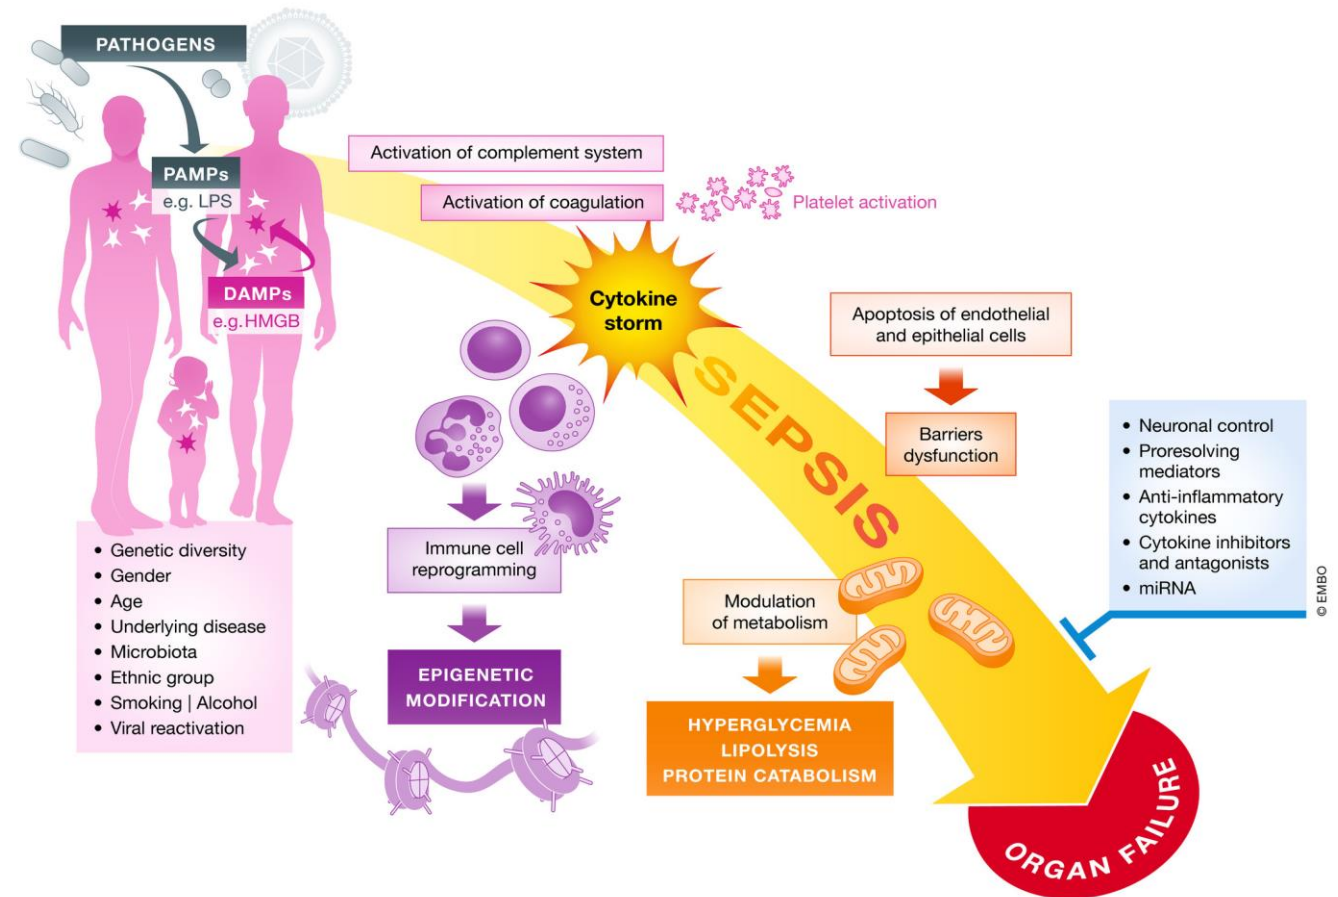 PATHOGENS
PAMPs
e.g. LPS
DAMPs
e.g. HMGB
• Genetic diversity
• Gender
• Age
• Underlying disease
• Microbiota
• Ethnic group
• Smoking | Alcohol
• Viral reactivation
Activation of complement system
Activation of coagulation
Platelet activation
Cytokine
storm
SEPSIS
Immune cell
reprogramming
EPIGENETIC
MODIFICATION
Apoptosis of endothelial
and epithelial cells
Barriers
dysfunction
Modulation
of metabolism
HYPERGLYCEMIA
LIPOLYSIS
PROTEIN CATABOLISM
• Neuronal control
• Proresolving
mediators
• Anti-inflammatory
cytokines
• Cytokine inhibitors
and antagonists
• miRNA
ORGAN FAILURE
© EMBO